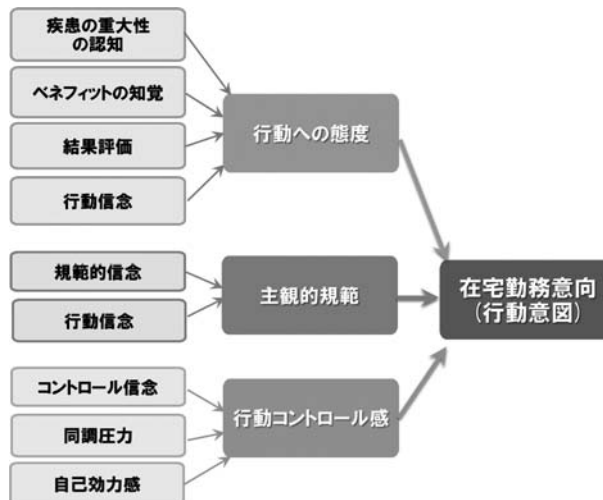 疾患の重大性
の認知
ベネフィットの知覚
結果評価
行動信念
行動への態度
規範的信念
行動信念
主観的規範
コントロール信念
同調圧力
自己効力感
行動コントロール感
在宅勤務意向
(行動意図)